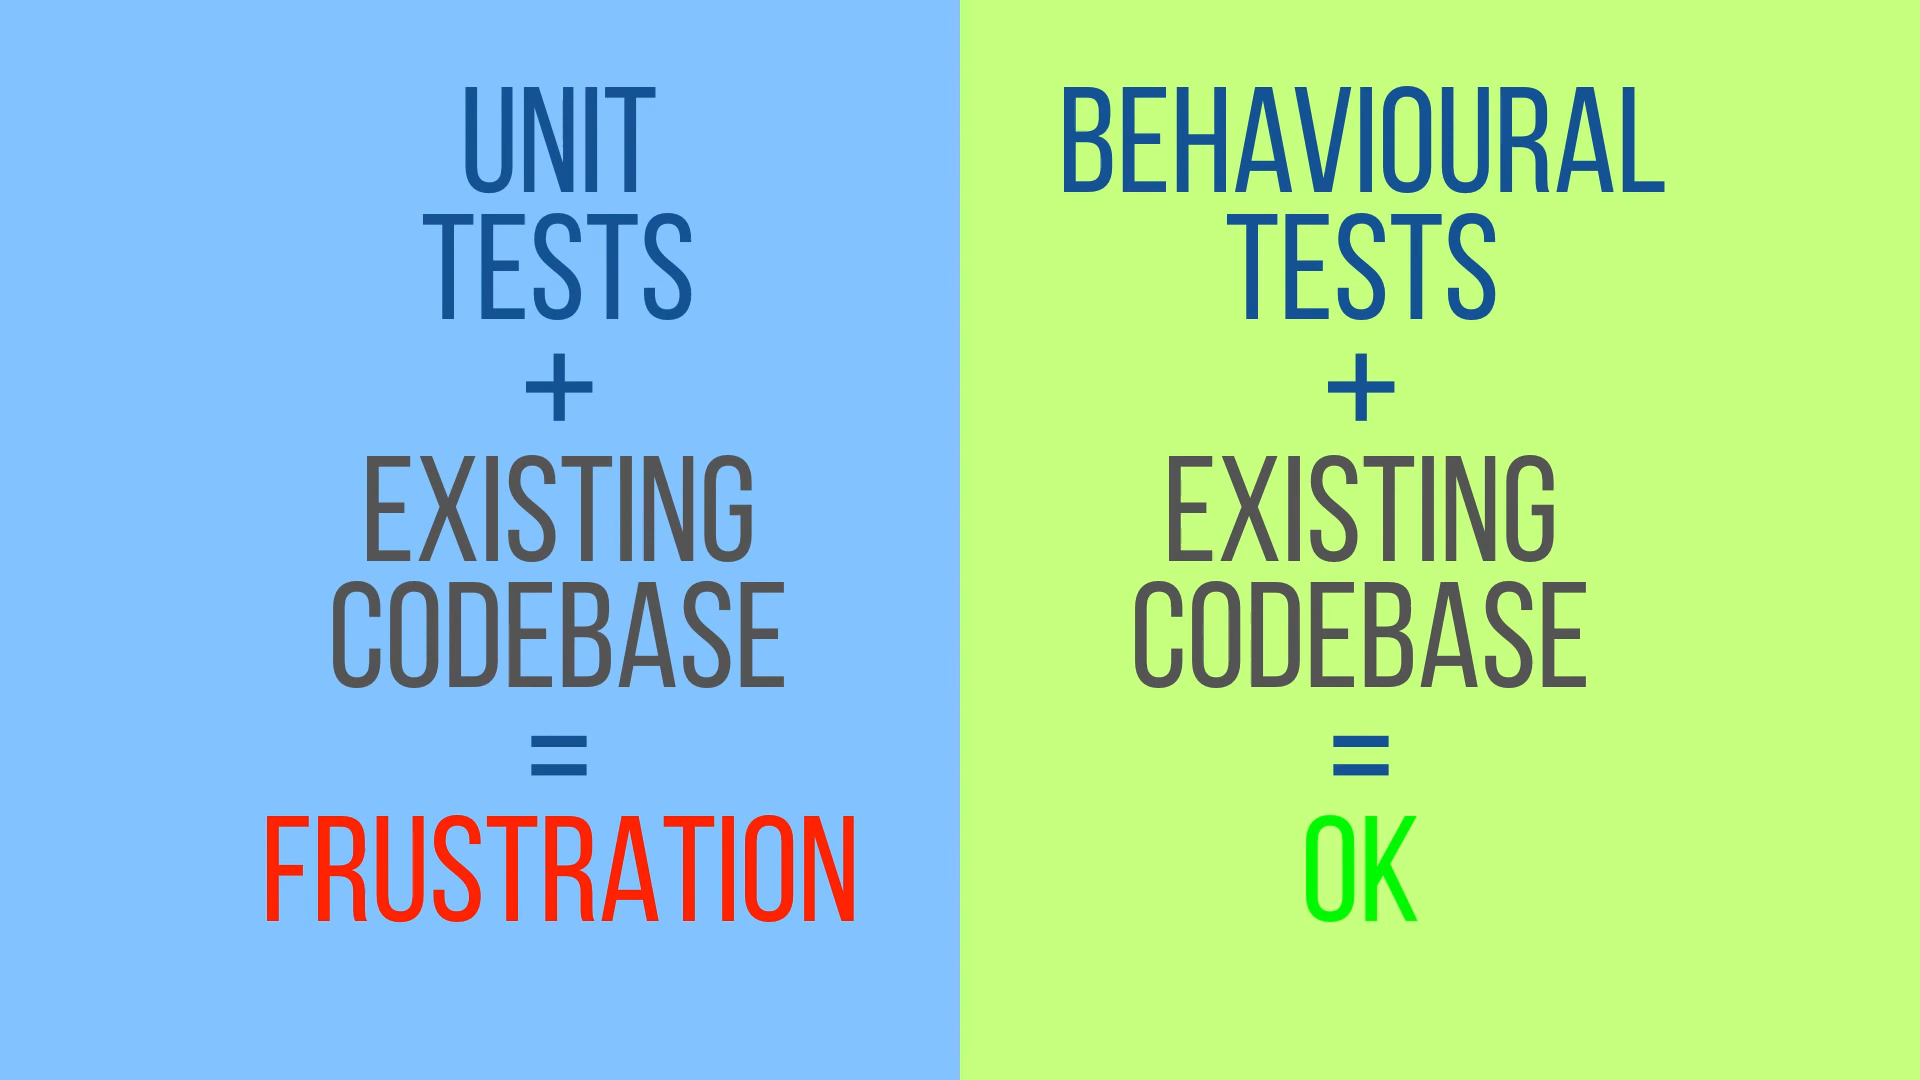 UNIT
TESTS
+
EXISTING
CODEBASE
=
FRUSTRATION
BEHAVIOURAL
TESTS
+
EXISTING
CODEBASE
=
OK